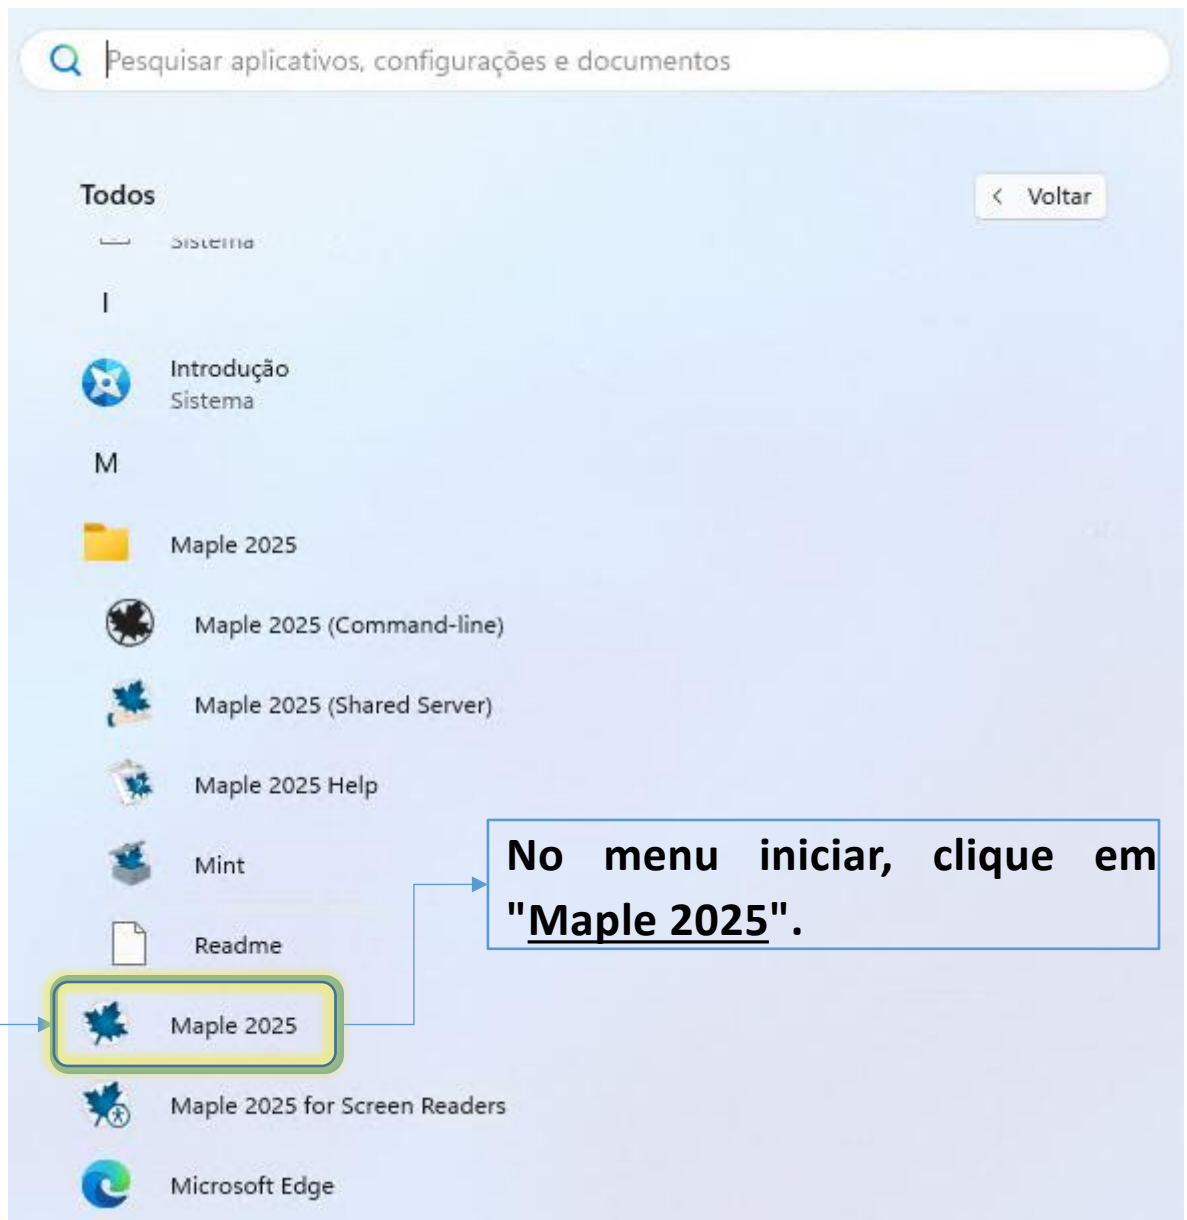 Pesquisar aplicativos, configurações e documentos
Todos
Voltar
Sistema
I
Introdução
Sistema
M
Maple 2025
Maple 2025 (Command-line)
Maple 2025 (Shared Server)
Maple 2025 Help
Mint
No menu iniciar, clique em
"Maple 2025".
Readme
Maple 2025
Maple 2025 for Screen Readers
Microsoft Edge